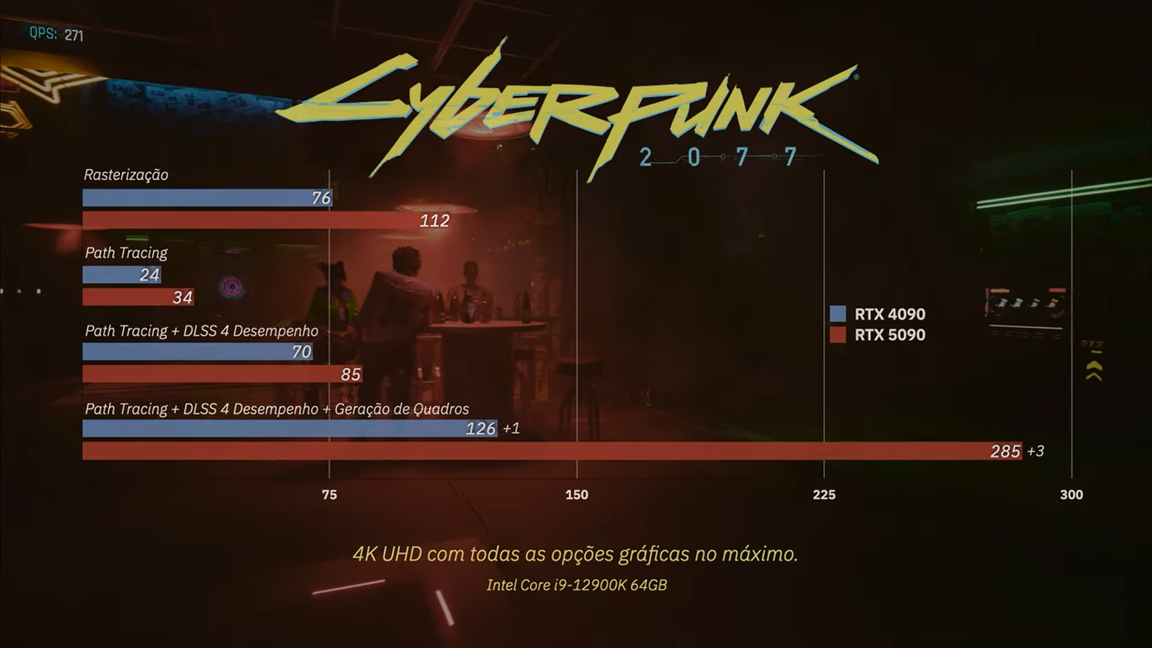 QPS: 271
CYBERPUNK
2077
Rasterização
76
112
Path Tracing
24
34
Path Tracing + DLSS 4 Desempenho
70
85
Path Tracing + DLSS 4 Desempenho + Geração de Quadros
126 +1
285 +3
RTX 4090
RTX 5090
75 150 225 300
4K UHD com todas as opções gráficas no máximo.
Intel Core i9-12900K 64GB